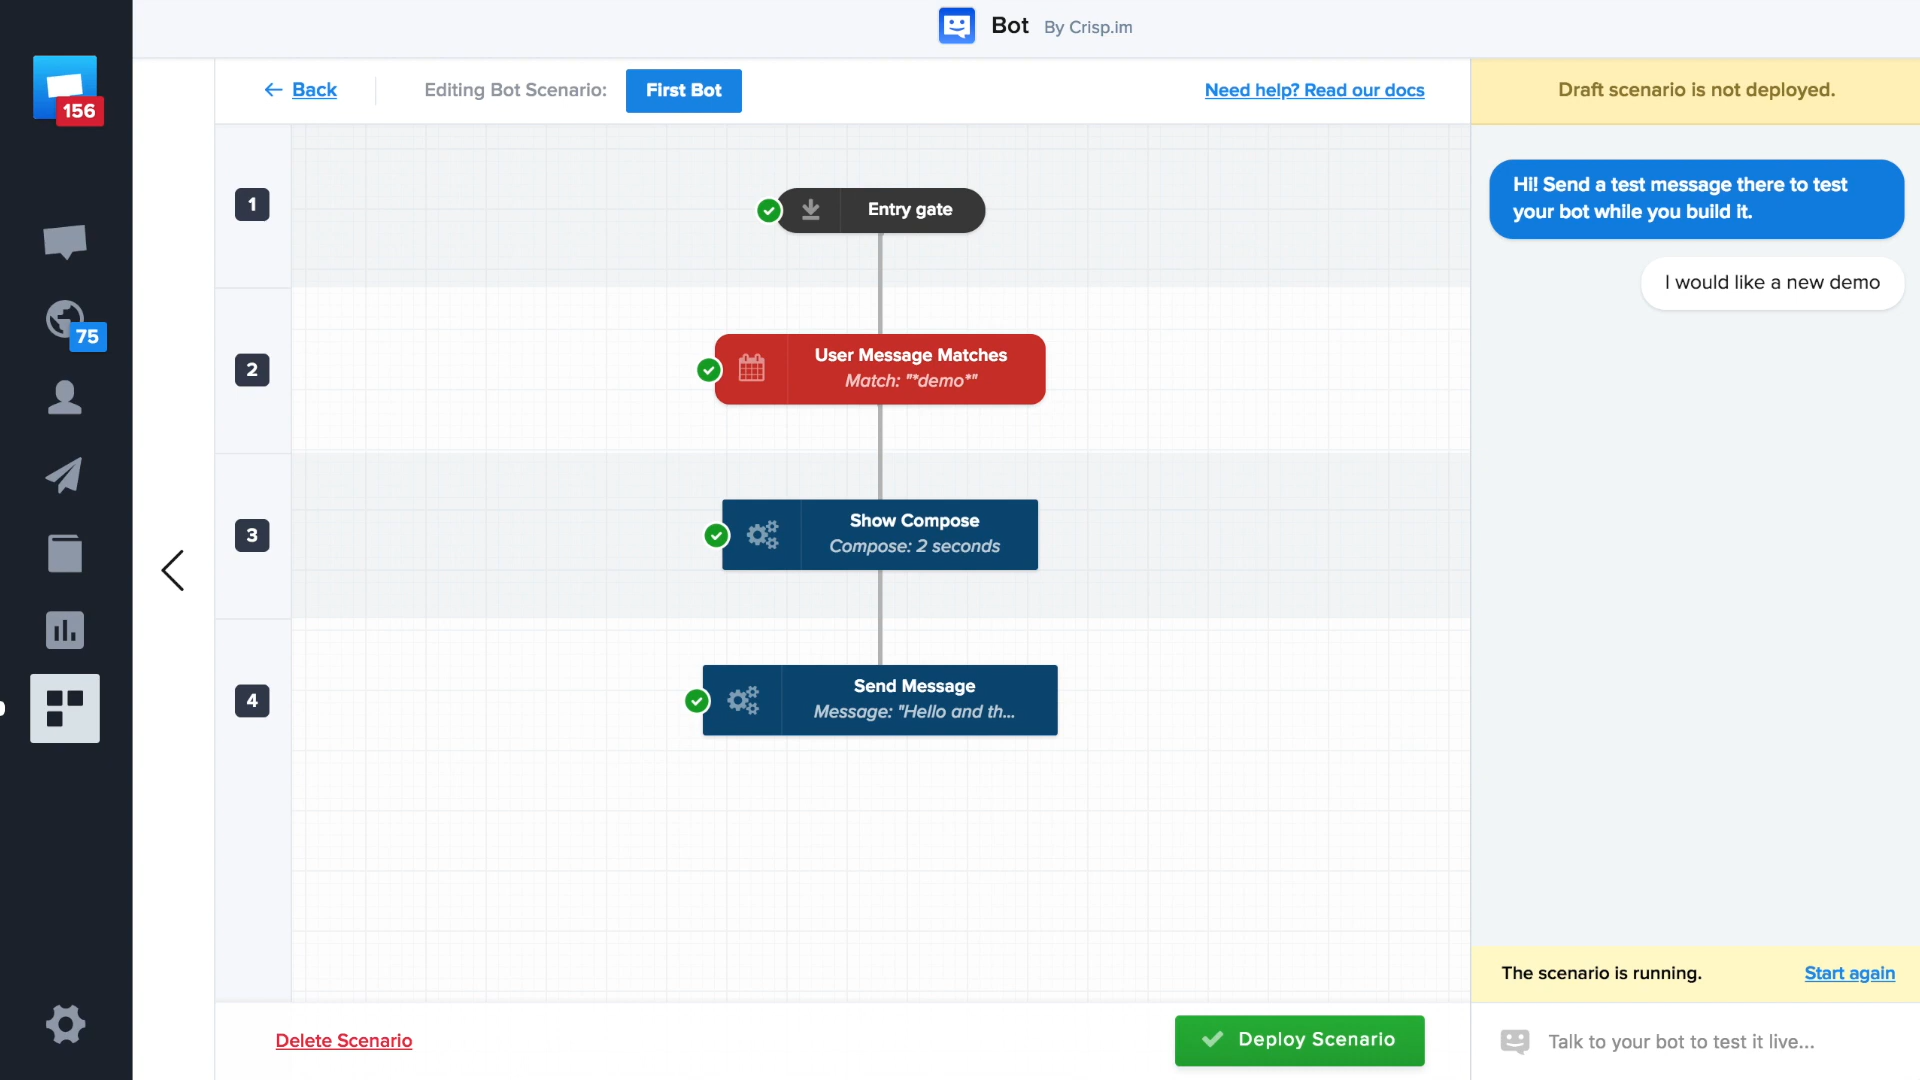 Bot By Crisp.im
156
75
← Back
Editing Bot Scenario: First Bot
Need help? Read our docs
Draft scenario is not deployed.
1
Entry gate
2
User Message Matches
Match: "*demo*"
3
Show Compose
Compose: 2 seconds
4
Send Message
Message: "Hello and th...
Hi! Send a test message there to test
your bot while you build it.
I would like a new demo
The scenario is running. Start again
Delete Scenario
Deploy Scenario
Talk to your bot to test it live...